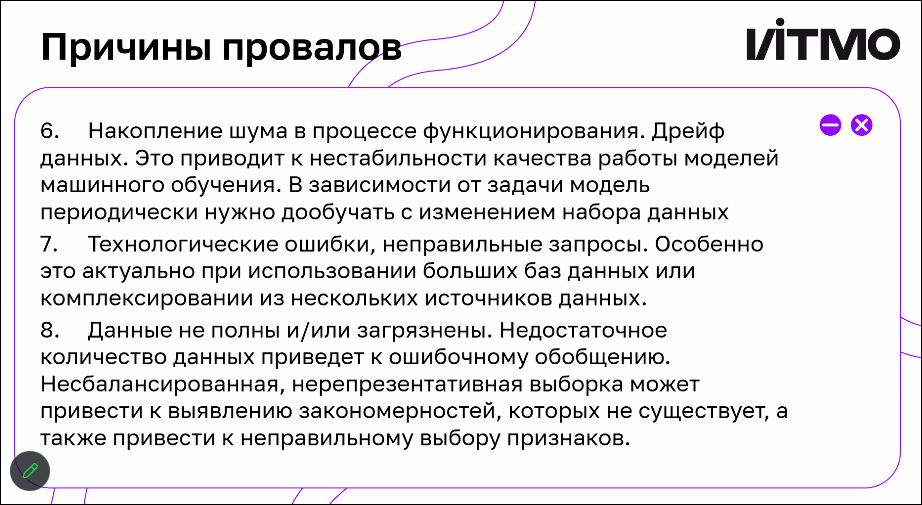 Причины провалов
ИТМО
6. Накопление шума в процессе функционирования. Дрейф
данных. Это приводит к нестабильности качества работы моделей
машинного обучения. В зависимости от задачи модель
периодически нужно дообучать с изменением набора данных
7. Технологические ошибки, неправильные запросы. Особенно
это актуально при использовании больших баз данных или
комплексировании из нескольких источников данных.
8. Данные не полны и/или загрязнены. Недостаточное
количество данных приведет к ошибочному обобщению.
Несбалансированная, нерепрезентативная выборка может
привести к выявлению закономерностей, которых не существует, а
также привести к неправильному выбору признаков.